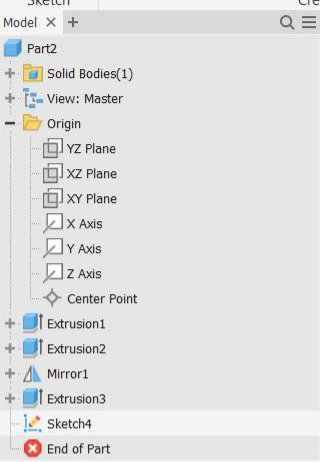 Sketch
Cre
Model
Part2
Solid Bodies(1)
View: Master
Origin
YZ Plane
XZ Plane
XY Plane
X Axis
Y Axis
Z Axis
Center Point
Extrusion1
Extrusion2
Mirror1
Extrusion3
Sketch4
End of Part